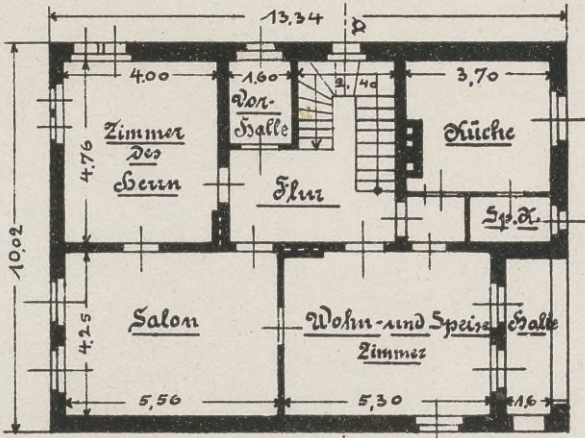 13,34
4.00
1.60
2.40
3,70
Vor-
Halle
Zimmer
des
Herrn
Küche
4.76
Flur
Sp. K.
10,02
Salon
Wohn- und Speise
Zimmer
Halle
4.25
5,56
5,30
1,6